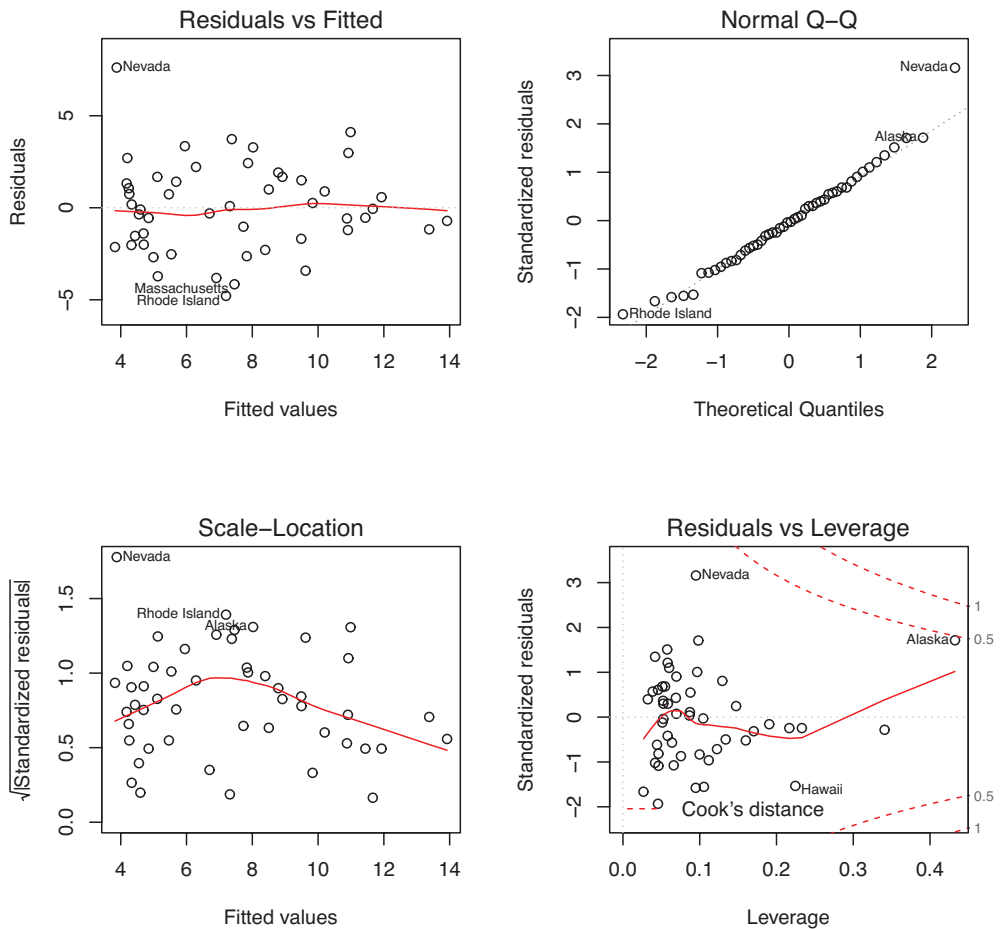 Residuals vs Fitted
Residuals
5
0
−5
Nevada
Massachusetts
Rhode Island
4 6 8 10 12 14
Fitted values
Normal Q−Q
Standardized residuals
3
2
1
0
−1
−2
Nevada
Alaska
Rhode Island
−2 −1 0 1 2
Theoretical Quantiles
Scale−Location
√|Standardized residuals|
1.5
1.0
0.5
0.0
Nevada
Rhode Island
Alaska
4 6 8 10 12 14
Fitted values
Residuals vs Leverage
Standardized residuals
3
2
1
0
−1
−2
Nevada
Alaska
Hawaii
Cook's distance
1
0.5
0.5
1
0.0 0.1 0.2 0.3 0.4
Leverage